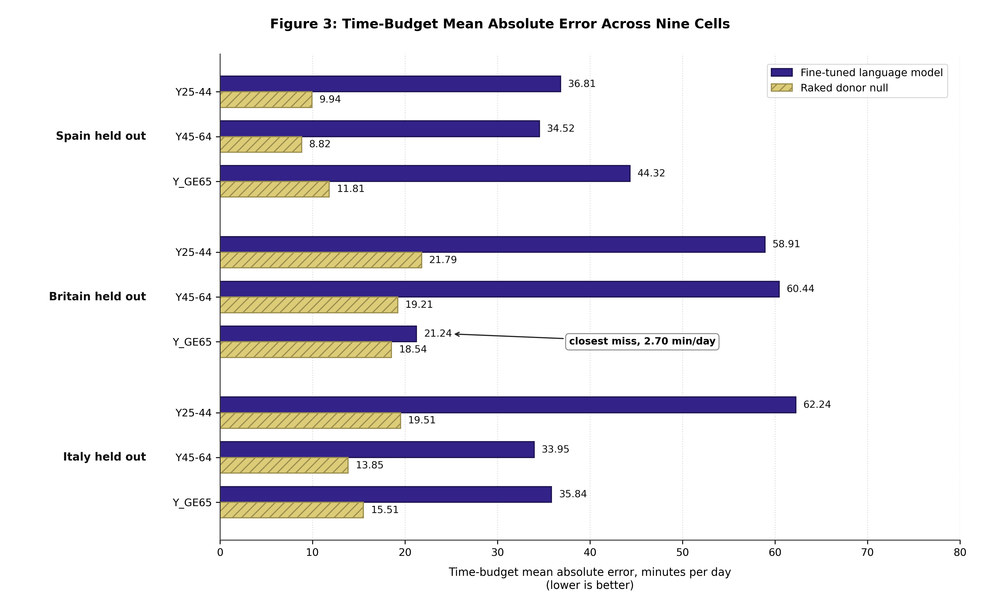 Figure 3: Time-Budget Mean Absolute Error Across Nine Cells
Fine-tuned language model
Raked donor null
Spain held out
Y25-44
36.81
9.94
Y45-64
34.52
8.82
Y_GE65
44.32
11.81
Britain held out
Y25-44
58.91
21.79
Y45-64
60.44
19.21
Y_GE65
21.24
18.54
closest miss, 2.70 min/day
Italy held out
Y25-44
62.24
19.51
Y45-64
33.95
13.85
Y_GE65
35.84
15.51
0 10 20 30 40 50 60 70 80
Time-budget mean absolute error, minutes per day
(lower is better)